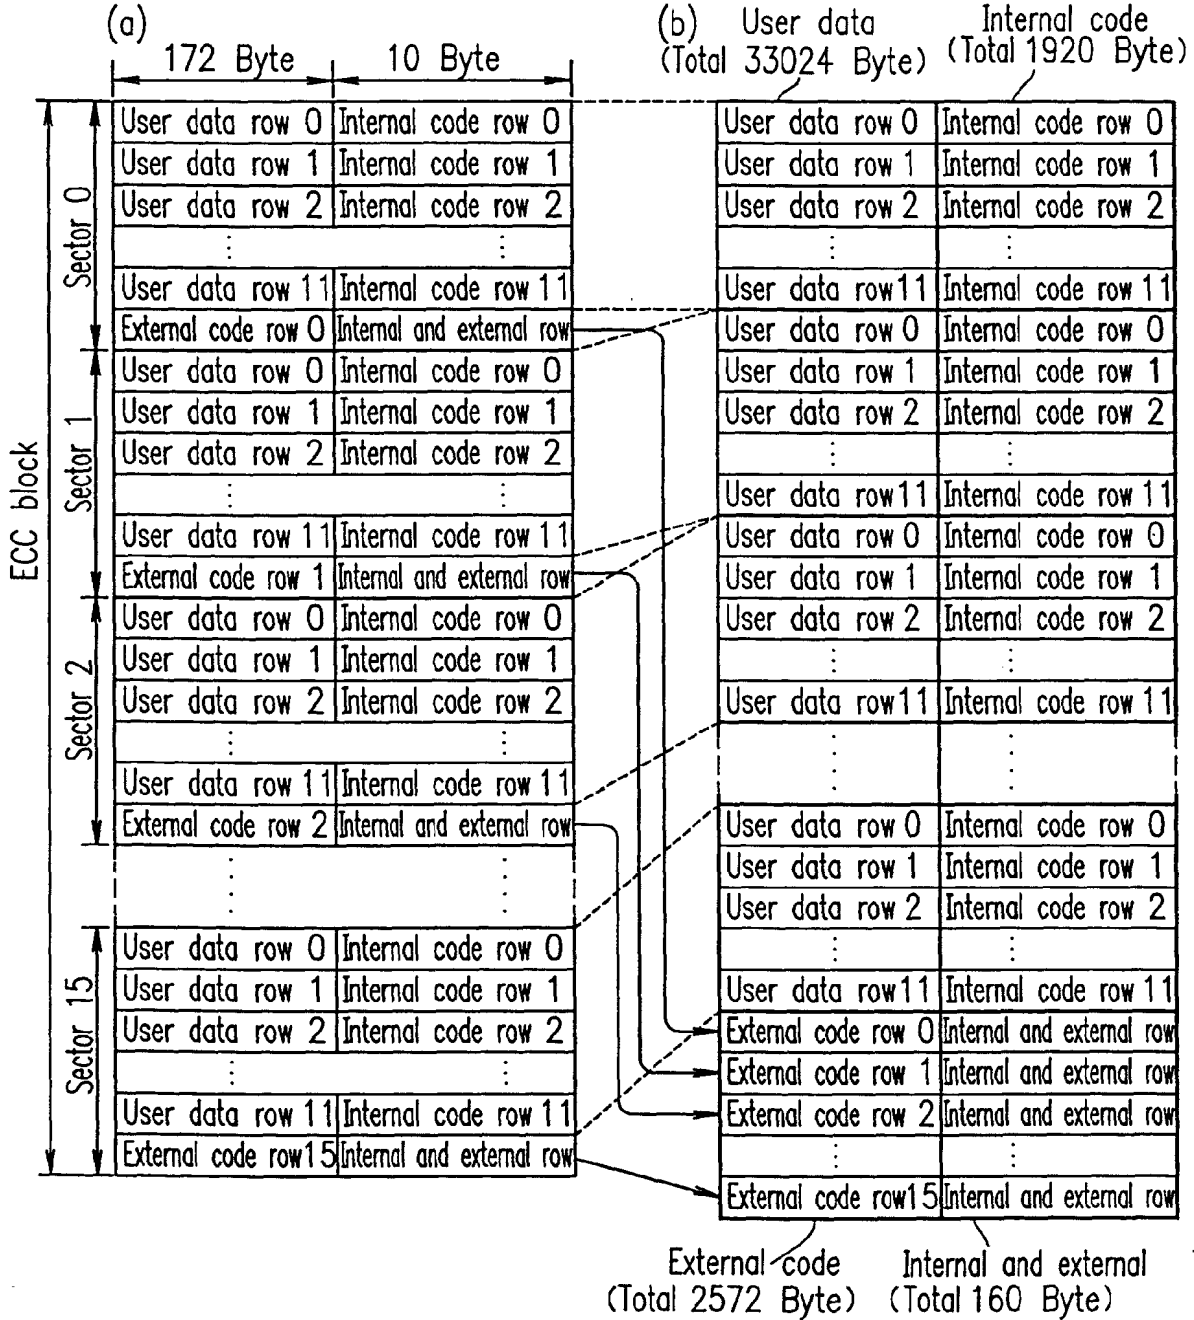 (a)
172 Byte
10 Byte
ECC block
Sector 0
User data row 0 Internal code row 0
User data row 1 Internal code row 1
User data row 2 Internal code row 2
User data row 11 Internal code row 11
External code row 0 Internal and external row
Sector 1
User data row 0 Internal code row 0
User data row 1 Internal code row 1
User data row 2 Internal code row 2
User data row 11 Internal code row 11
External code row 1 Internal and external row
Sector 2
User data row 0 Internal code row 0
User data row 1 Internal code row 1
User data row 2 Internal code row 2
User data row 11 Internal code row 11
External code row 2 Internal and external row
Sector 15
User data row 0 Internal code row 0
User data row 1 Internal code row 1
User data row 2 Internal code row 2
User data row 11 Internal code row 11
External code row15 Internal and external row
(b)
User data
(Total 33024 Byte)
Internal code
(Total 1920 Byte)
User data row 0 Internal code row 0
User data row 1 Internal code row 1
User data row 2 Internal code row 2
User data row11 Internal code row 11
User data row 0 Internal code row 0
User data row 1 Internal code row 1
User data row 2 Internal code row 2
User data row11 Internal code row 11
User data row 0 Internal code row 0
User data row 1 Internal code row 1
User data row 2 Internal code row 2
User data row11 Internal code row 11
User data row 0 Internal code row 0
User data row 1 Internal code row 1
User data row 2 Internal code row 2
User data row11 Internal code row 11
External code row 0 Internal and external row
External code row 1 Internal and external row
External code row 2 Internal and external row
External code row15 Internal and external row
External code
(Total 2572 Byte)
Internal and external
(Total 160 Byte)